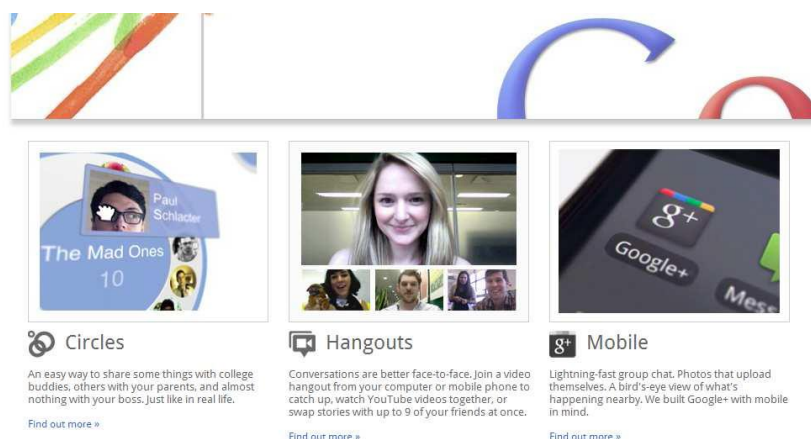 Go
Paul
Schlacter
The Mad Ones
10
g+
Google+
Mess
Circles
Hangouts
g+
Mobile
An easy way to share some things with college
buddies, others with your parents, and almost
nothing with your boss. Just like in real life.
Find out more »
Conversations are better face-to-face. Join a video
hangout from your computer or mobile phone to
catch up, watch YouTube videos together, or
swap stories with up to 9 of your friends at once.
Find out more »
Lightning-fast group chat. Photos that upload
themselves. A bird's-eye view of what's
happening nearby. We built Google+ with mobile
in mind.
Find out more »